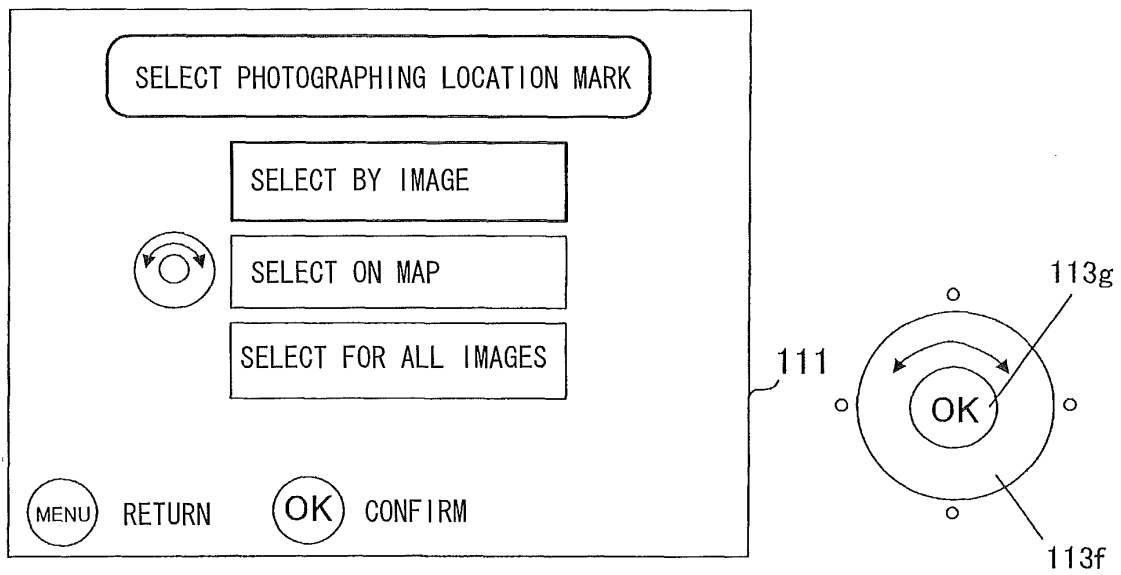 SELECT PHOTOGRAPHING LOCATION MARK
SELECT BY IMAGE
SELECT ON MAP
SELECT FOR ALL IMAGES
MENU RETURN OK CONFIRM
111
113g
OK
113f